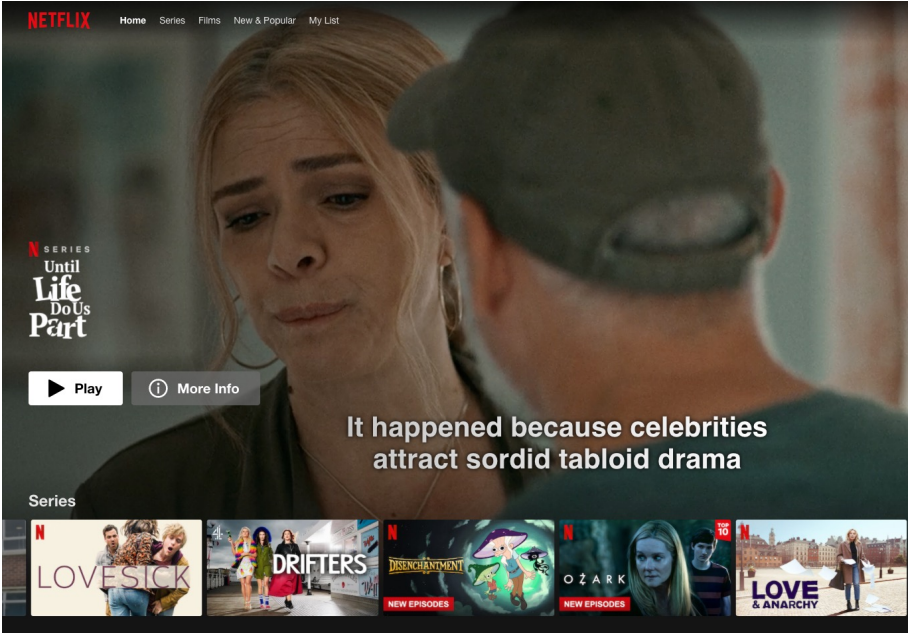 NETFLIX Home Series Films New & Popular My List
N SERIES
Until
Life
Do Us
Part
Play
More Info
It happened because celebrities
attract sordid tabloid drama
Series
N
LOVESICK
4
DRIFTERS
N
DISENCHANTMENT
NEW EPISODES
N
TOP
10
OZARK
NEW EPISODES
N
LOVE
& ANARCHY